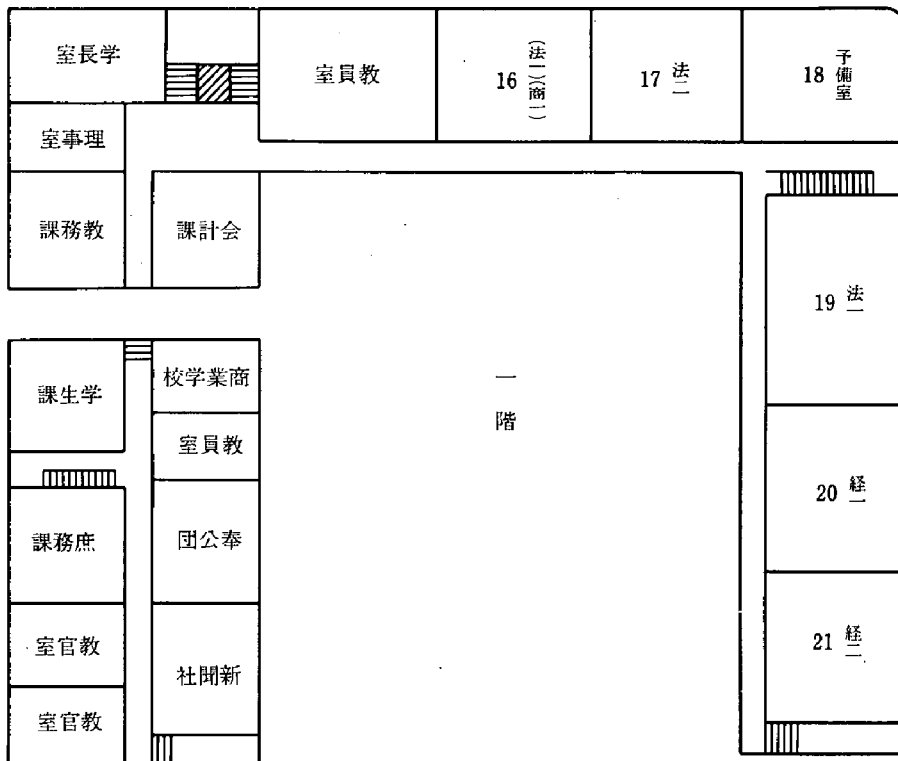 学長室
教員室
16 (法一)(商一)
17 法二
18 予備室
理事室
教務課
会計課
19 法一
一階
学生課
商業学校
教員室
20 経一
庶務課
奉公団
21 経二
教官室
新聞社
教官室